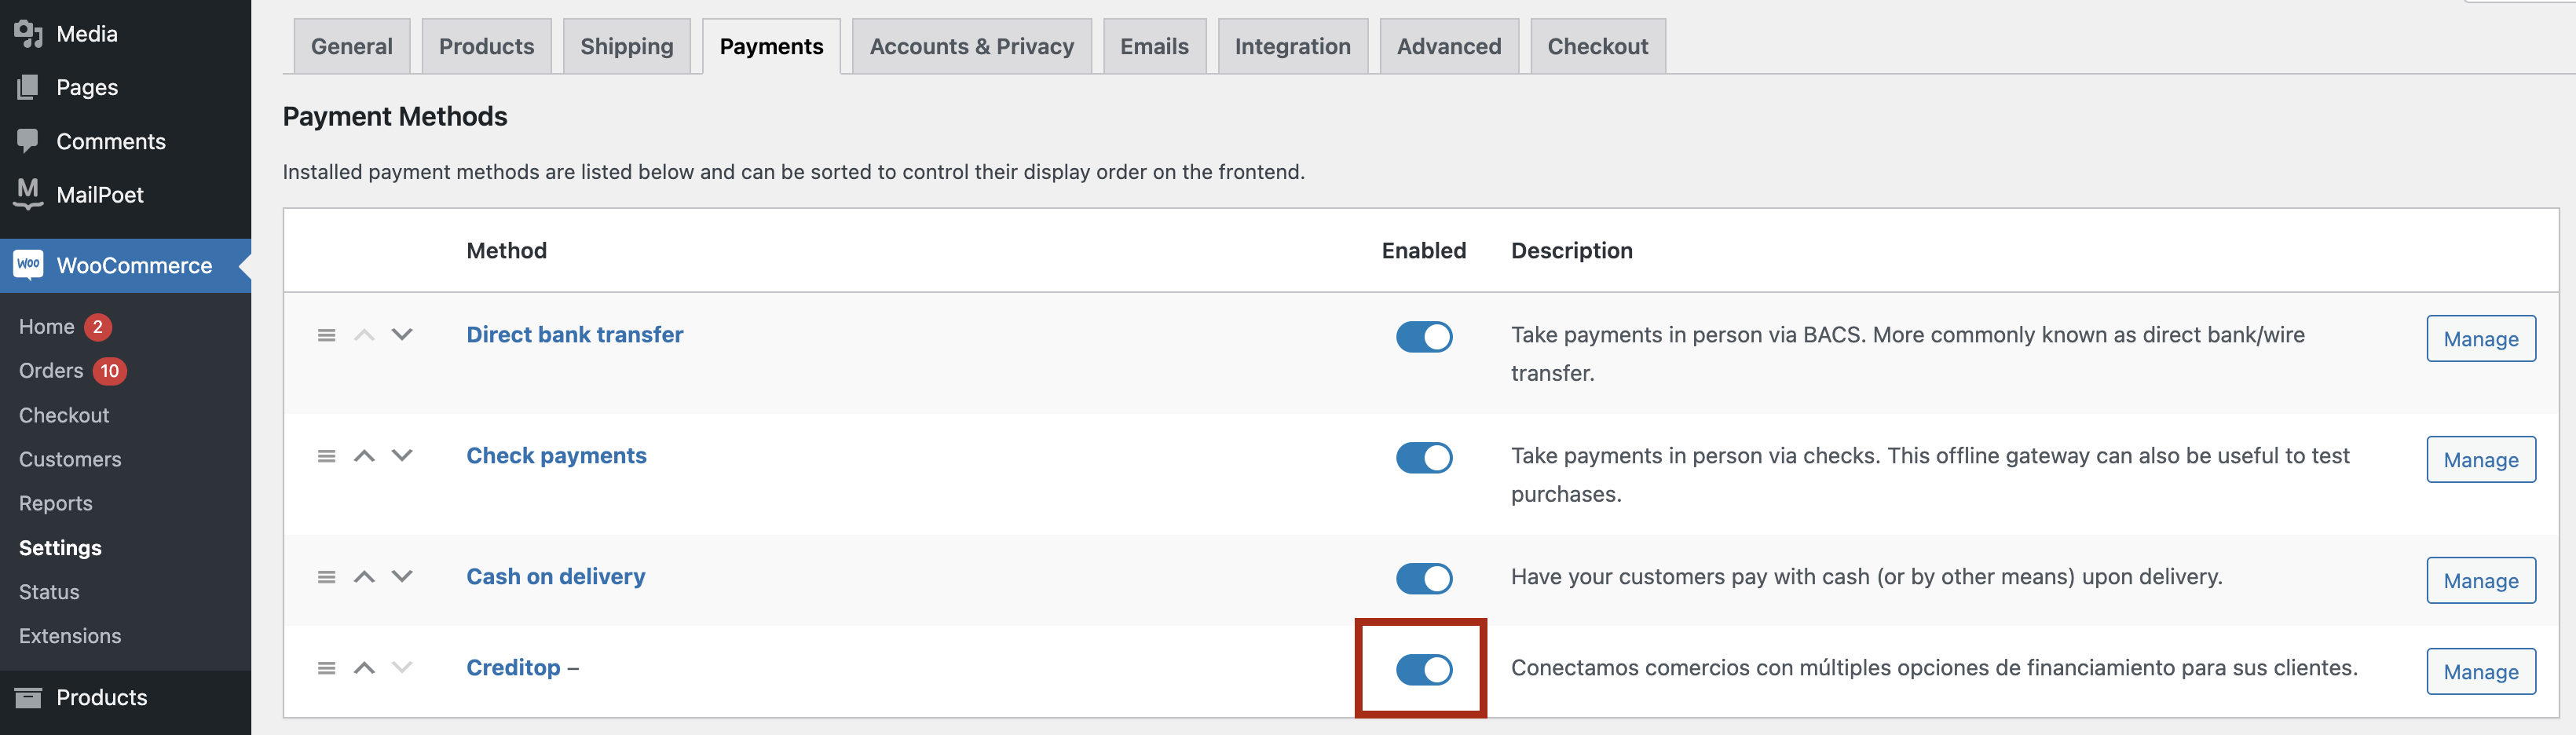 Media
Pages
Comments
MailPoet
Woo WooCommerce
Home 2
Orders 10
Checkout
Customers
Reports
Settings
Status
Extensions
Products
General Products Shipping Payments Accounts & Privacy Emails Integration Advanced Checkout
Payment Methods
Installed payment methods are listed below and can be sorted to control their display order on the frontend.
Method Enabled Description
Direct bank transfer Take payments in person via BACS. More commonly known as direct bank/wire Manage
transfer.
Check payments Take payments in person via checks. This offline gateway can also be useful to test Manage
purchases.
Cash on delivery Have your customers pay with cash (or by other means) upon delivery. Manage
Creditop – Conectamos comercios con múltiples opciones de financiamiento para sus clientes. Manage